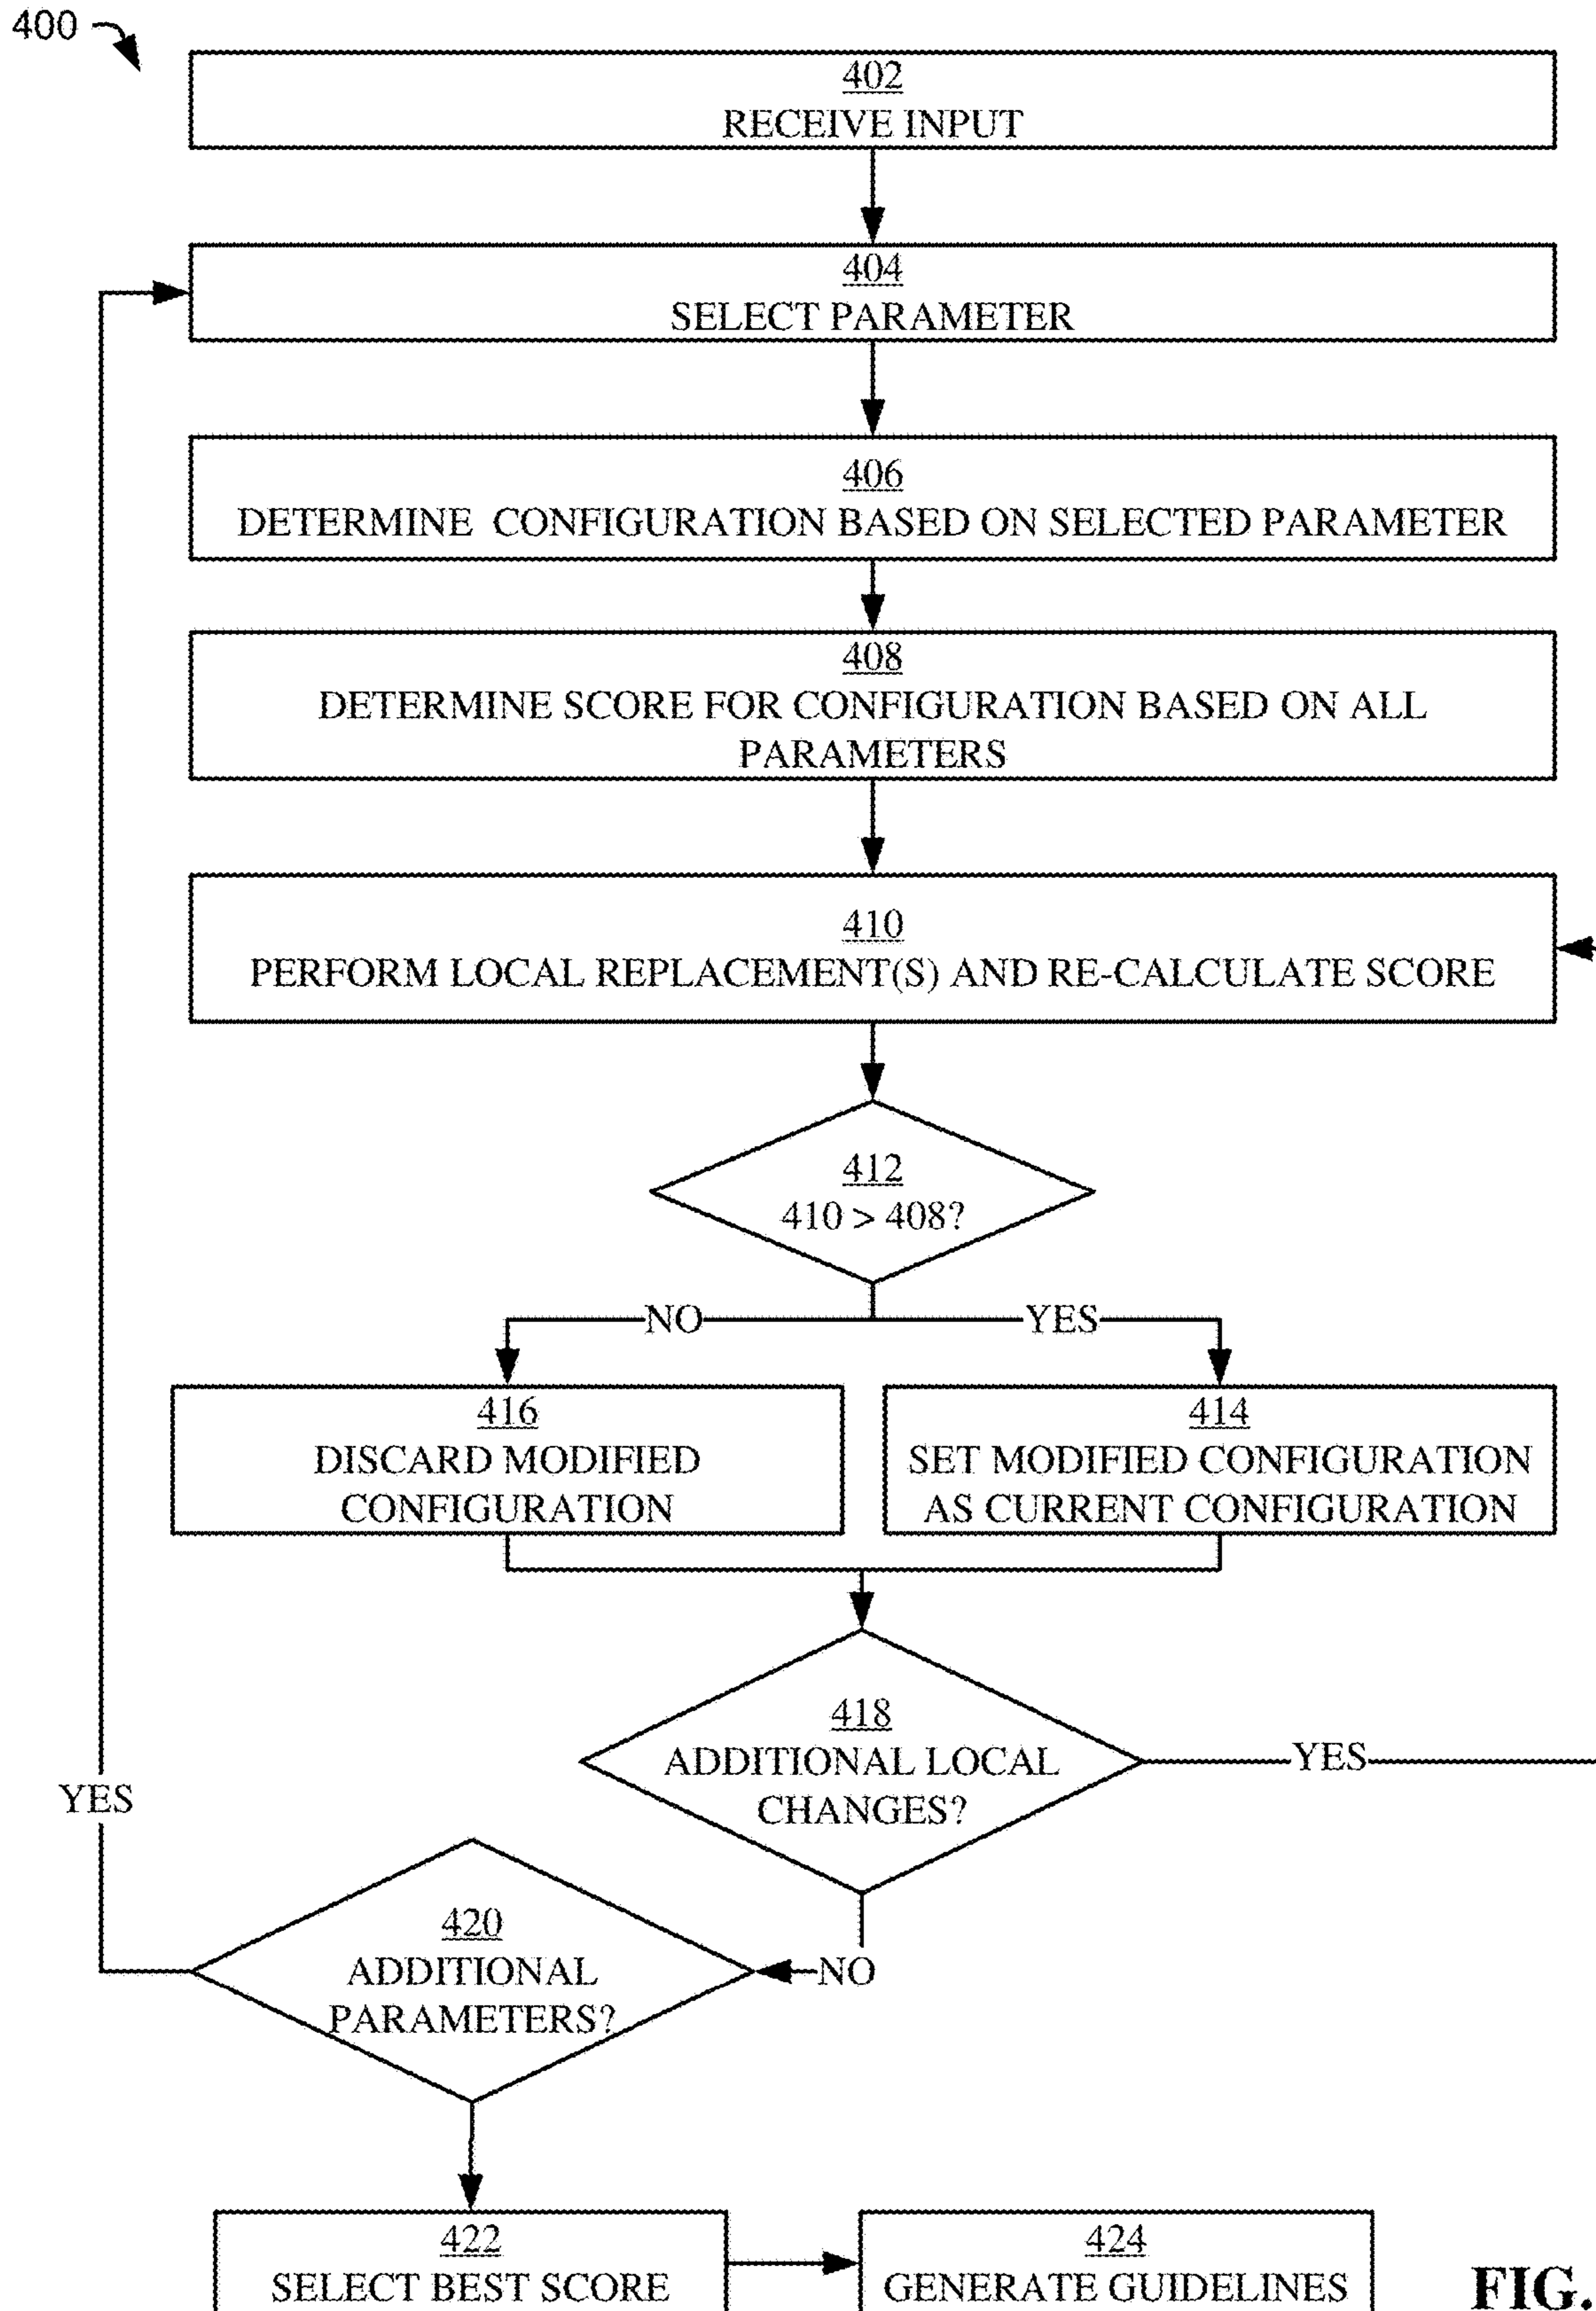 400
402
RECEIVE INPUT
404
SELECT PARAMETER
406
DETERMINE CONFIGURATION BASED ON SELECTED PARAMETER
408
DETERMINE SCORE FOR CONFIGURATION BASED ON ALL
PARAMETERS
410
PERFORM LOCAL REPLACEMENT(S) AND RE-CALCULATE SCORE
412
410 > 408?
NO
YES
416
DISCARD MODIFIED
CONFIGURATION
414
SET MODIFIED CONFIGURATION
AS CURRENT CONFIGURATION
418
ADDITIONAL LOCAL
CHANGES?
YES
YES
420
ADDITIONAL
PARAMETERS?
NO
422
SELECT BEST SCORE
424
GENERATE GUIDELINES
FIG.